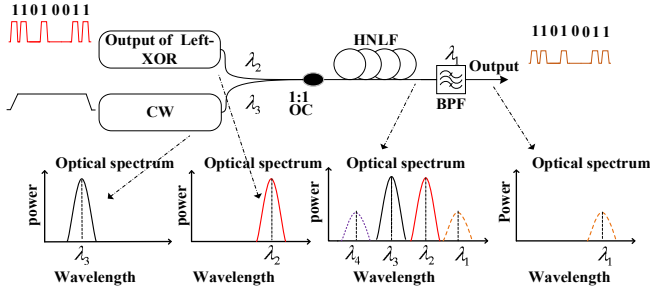 11010011
Output of Left-
XOR
λ2
HNLF
λ1
Output
11010011
CW
λ3
1:1
OC
BPF
Optical spectrum
Optical spectrum
Optical spectrum
Optical spectrum
power
power
power
Power
λ3
λ2
λ4
λ3
λ2
λ1
λ1
Wavelength
Wavelength
Wavelength
Wavelength